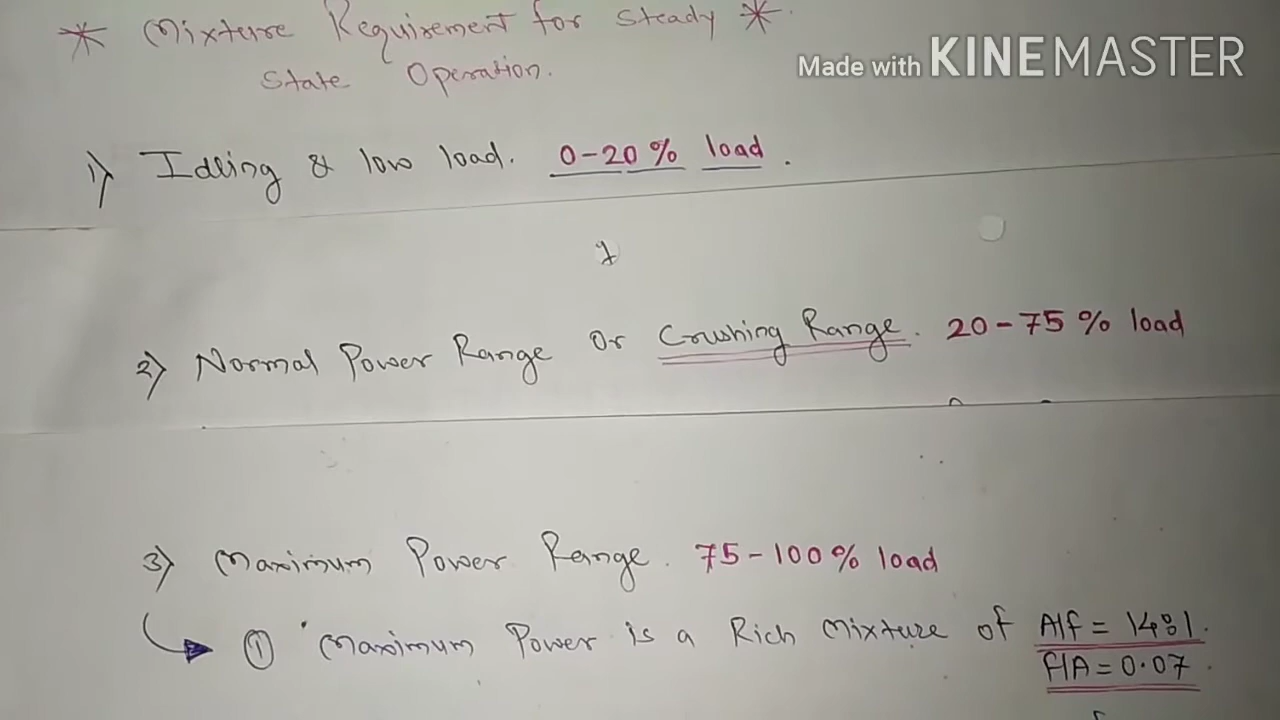 * Mixture Requirement for Steady *
State Operation.
Made with KINEMASTER
1) Idling & low load. 0-20% load.
2) Normal Power Range Or Crushing Range. 20-75% load
3) Maximum Power Range. 75-100% load
① Maximum Power is a Rich Mixture of A/f = 14:1.
f/A = 0.07